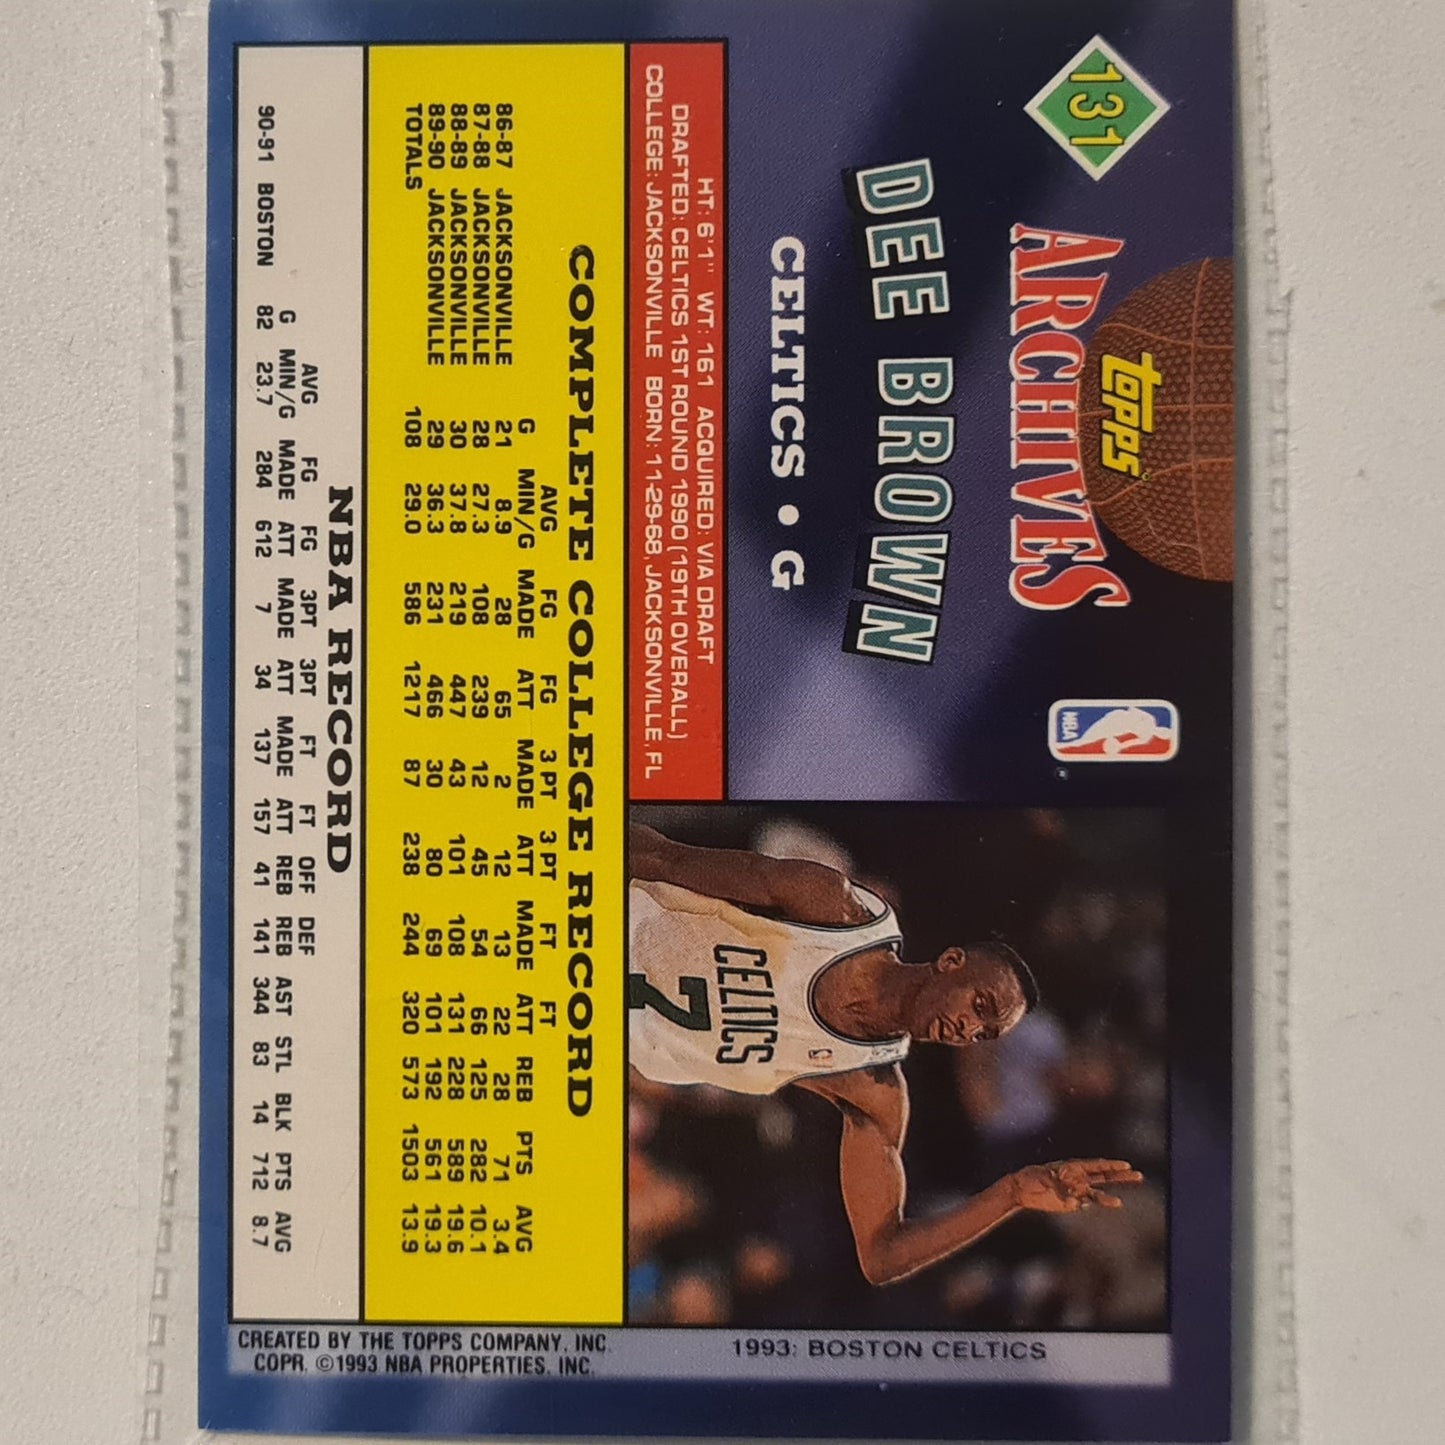 131
topps
ARCHIVES
NBA
DEE BROWN
CELTICS • G
HT: 6'1" WT: 161 ACQUIRED: VIA DRAFT
DRAFTED: CELTICS 1ST ROUND 1990 (19TH OVERALL)
COLLEGE: JACKSONVILLE BORN: 11-29-68, JACKSONVILLE, FL
CELTICS
7
1993: BOSTON CELTICS
COMPLETE COLLEGE RECORD
AVG FG FG 3 PT 3 PT FT FT
G MIN/G MADE ATT MADE ATT MADE ATT REB PTS AVG
86-87 JACKSONVILLE 21 8.9 28 65 2 12 13 22 28 71 3.4
87-88 JACKSONVILLE 28 27.3 108 239 12 45 54 66 125 282 10.1
88-89 JACKSONVILLE 30 37.8 219 447 43 101 108 131 228 589 19.6
89-90 JACKSONVILLE 29 36.3 231 466 30 80 69 101 192 561 19.3
TOTALS 108 29.0 586 1217 87 238 244 320 573 1503 13.9
NBA RECORD
AVG FG FG 3PT 3PT FT FT OFF DEF
G MIN/G MADE ATT MADE ATT MADE ATT REB REB AST STL BLK PTS AVG
90-91 BOSTON 82 23.7 284 612 7 34 137 157 41 141 344 83 14 712 8.7
CREATED BY THE TOPPS COMPANY, INC.
COPR. ©1993 NBA PROPERTIES, INC.